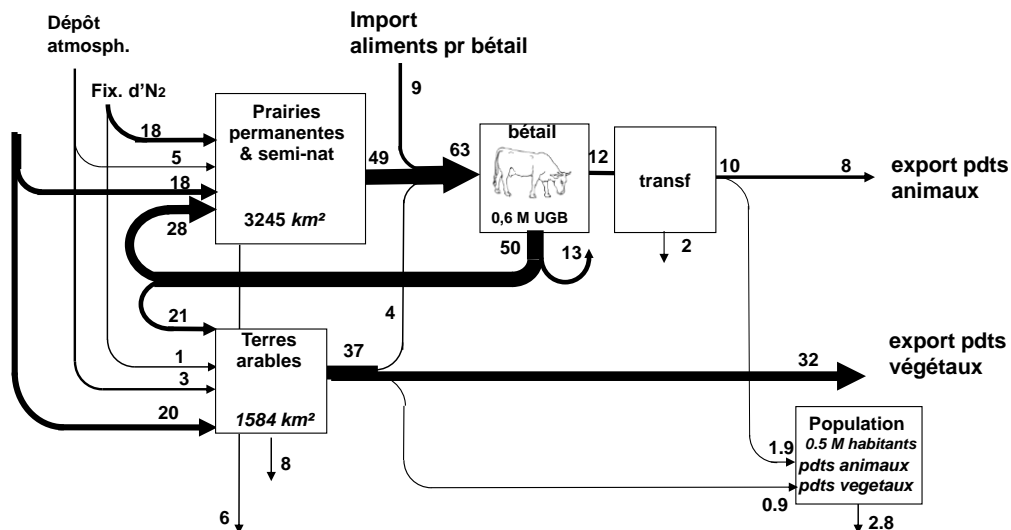 Dépôt
atmosph.
Import
aliments pr bétail
Fix. d'N2
9
Prairies
permanentes
& semi-nat
3245 km²
18
5
18
28
49
63
bétail
0,6 M UGB
12
transf
10
8
export pdts
animaux
2
50
13
21
4
Terres
arables
1584 km²
37
1
3
20
32
export pdts
végétaux
8
6
Population
0.5 M habitants
pdts animaux
pdts vegetaux
1.9
0.9
2.8